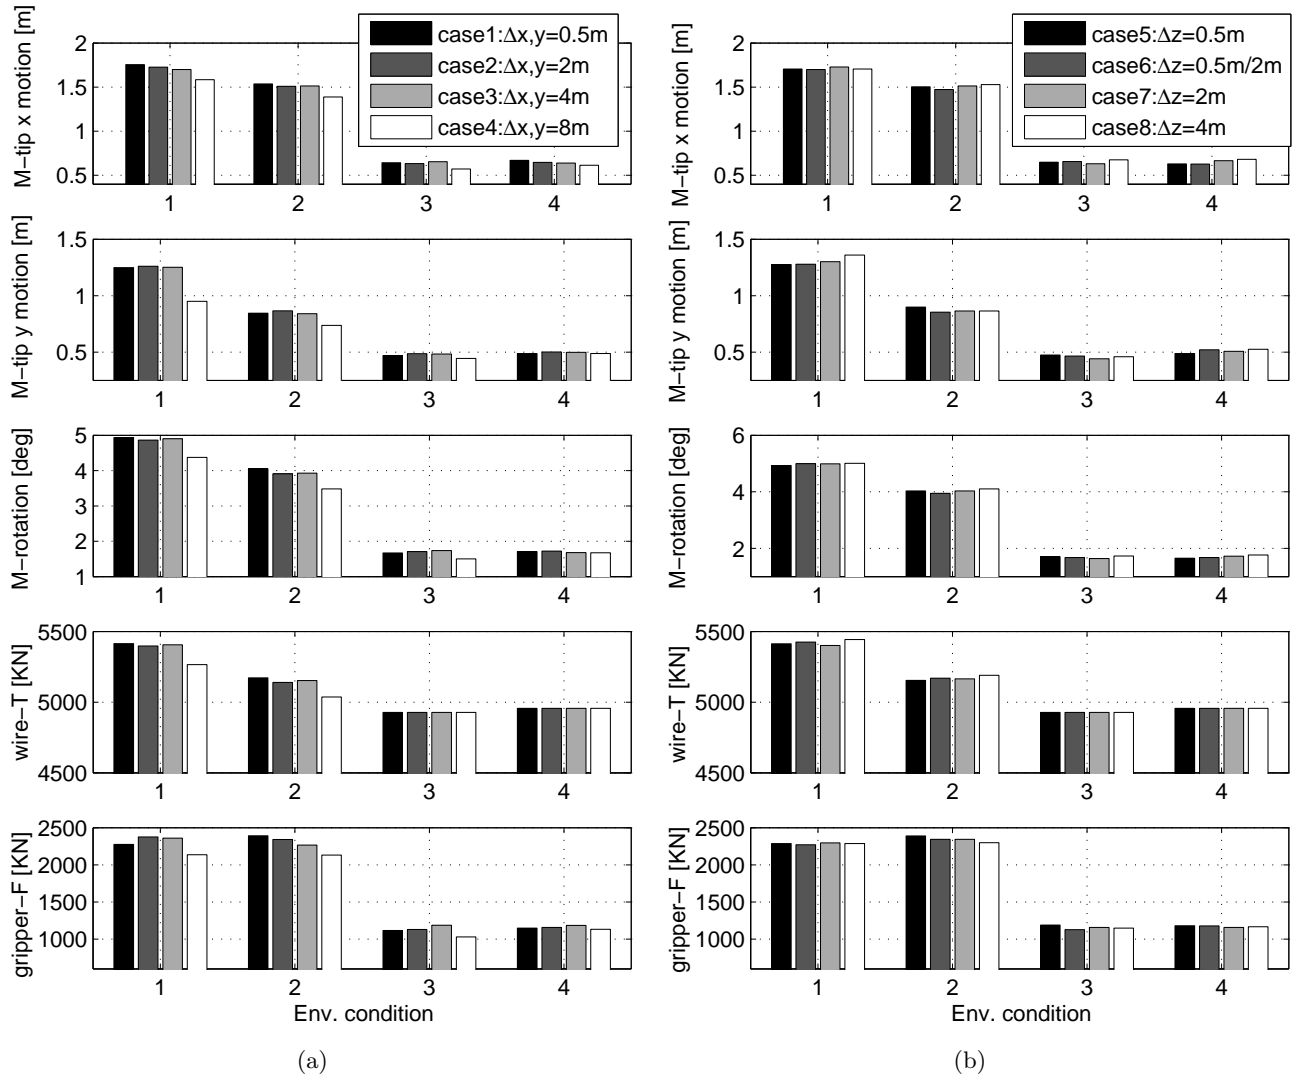 M−tip x motion [m]
2
1.5
1
0.5
case1:Δx,y=0.5m
case2:Δx,y=2m
case3:Δx,y=4m
case4:Δx,y=8m
1 2 3 4
M−tip y motion [m]
1.5
1
0.5
1 2 3 4
M−rotation [deg]
5
4
3
2
1
1 2 3 4
wire−T [KN]
5500
5000
4500
1 2 3 4
gripper−F [KN]
2500
2000
1500
1000
1 2 3 4
Env. condition
(a)
M−tip x motion [m]
2
1.5
1
0.5
case5:Δz=0.5m
case6:Δz=0.5m/2m
case7:Δz=2m
case8:Δz=4m
1 2 3 4
M−tip y motion [m]
1.5
1
0.5
1 2 3 4
M−rotation [deg]
6
4
2
1 2 3 4
wire−T [KN]
5500
5000
4500
1 2 3 4
gripper−F [KN]
2500
2000
1500
1000
1 2 3 4
Env. condition
(b)